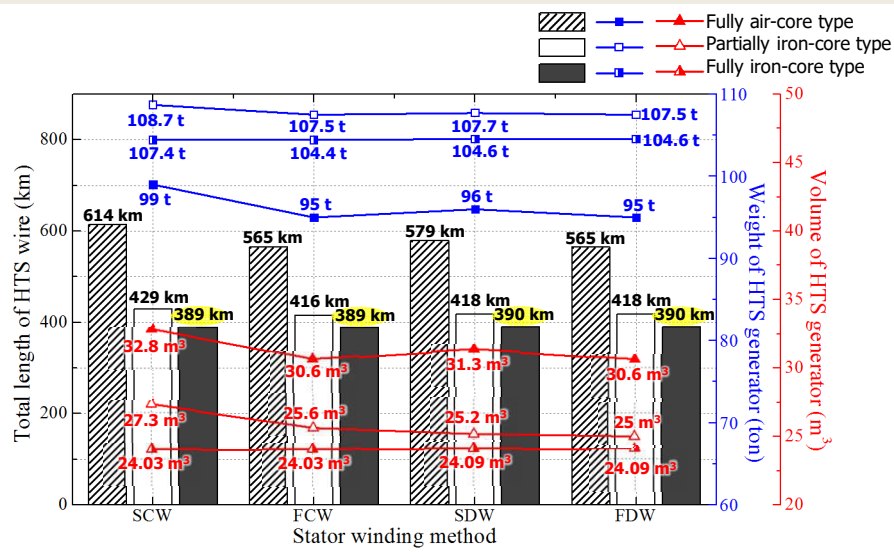 Fully air-core type
Partially iron-core type
Fully iron-core type
Total length of HTS wire (km)
800
600
400
200
0
110
100
90
80
70
60
Weight of HTS generator (ton)
50
45
40
35
30
25
20
Volume of HTS generator (m³)
108.7 t
107.5 t
107.7 t
107.5 t
107.4 t
104.4 t
104.6 t
104.6 t
99 t
95 t
96 t
95 t
614 km
565 km
579 km
565 km
429 km
416 km
418 km
418 km
389 km
389 km
390 km
390 km
32.8 m³
30.6 m³
31.3 m³
30.6 m³
27.3 m³
25.6 m³
25.2 m³
25 m³
24.03 m³
24.03 m³
24.09 m³
24.09 m³
SCW
FCW
SDW
FDW
Stator winding method